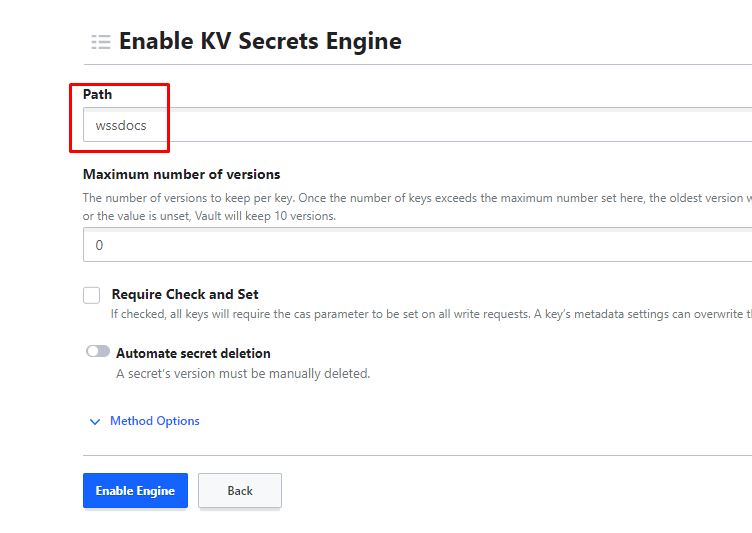 Enable KV Secrets Engine
Path
wssdocs
Maximum number of versions
The number of versions to keep per key. Once the number of keys exceeds the maximum number set here, the oldest version
or the value is unset, Vault will keep 10 versions.
0
Require Check and Set
If checked, all keys will require the cas parameter to be set on all write requests. A key's metadata settings can overwrite
Automate secret deletion
A secret's version must be manually deleted.
Method Options
Enable Engine
Back